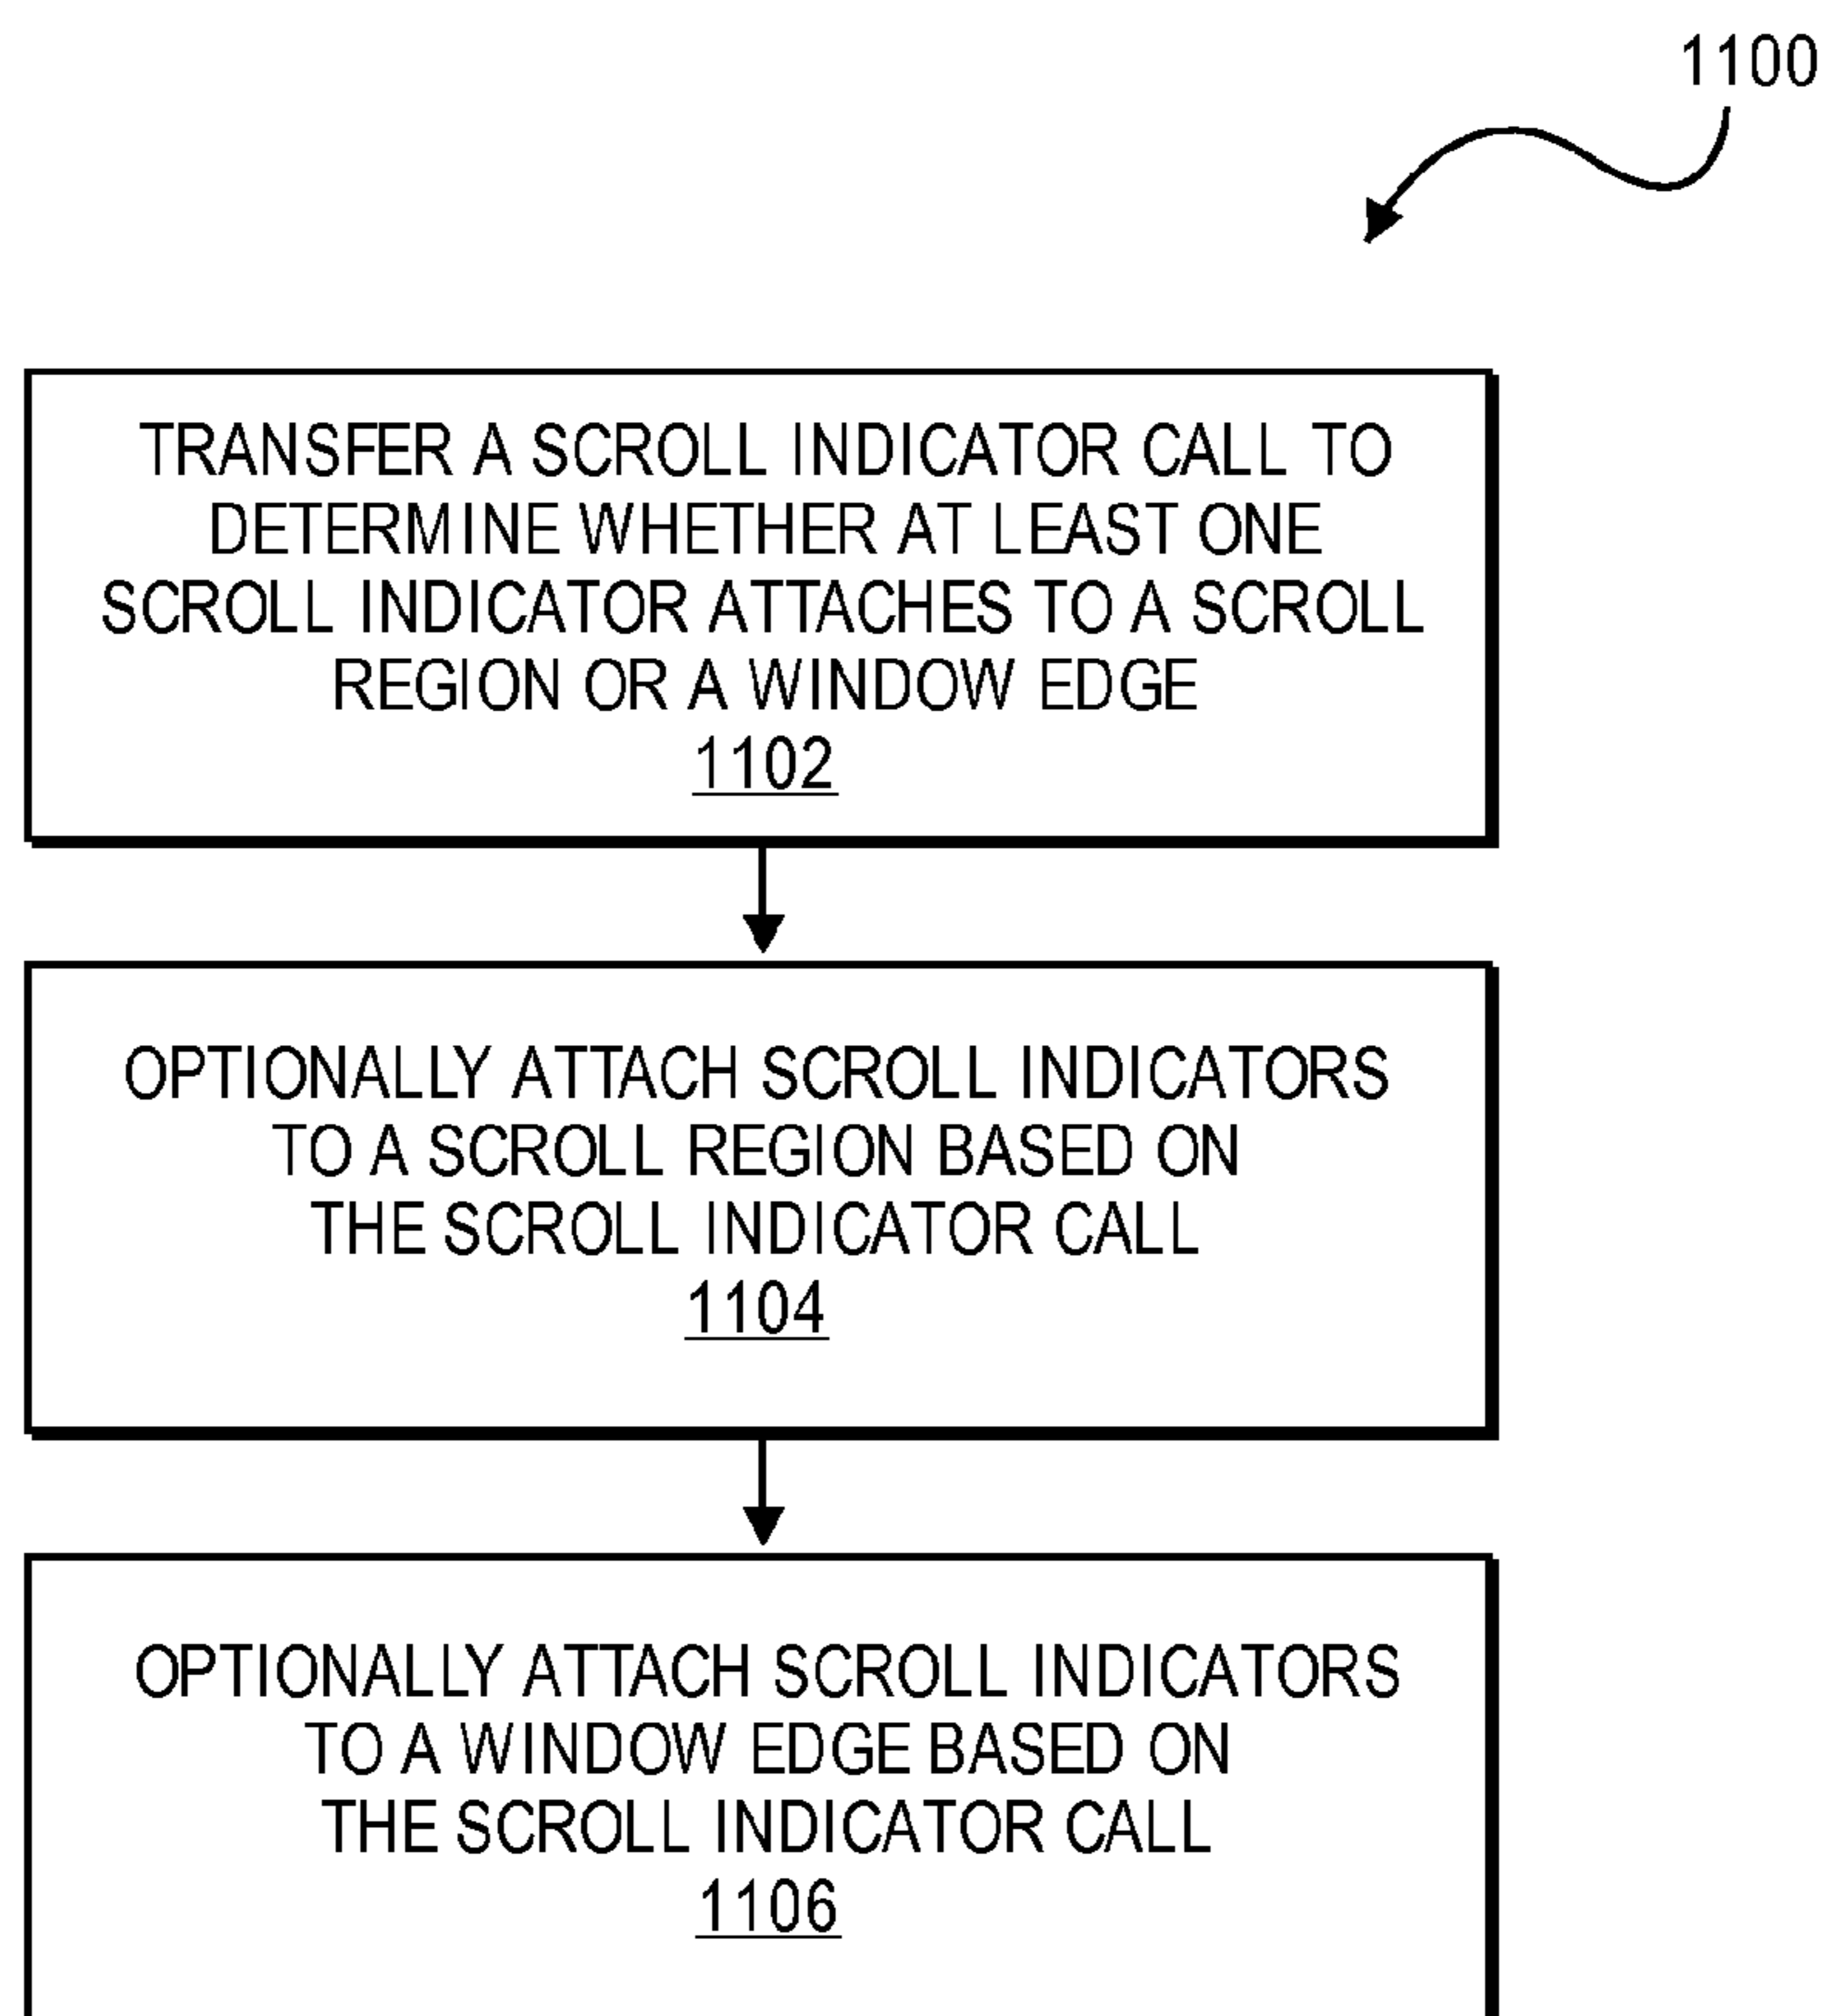 1100
TRANSFER A SCROLL INDICATOR CALL TO
DETERMINE WHETHER AT LEAST ONE
SCROLL INDICATOR ATTACHES TO A SCROLL
REGION OR A WINDOW EDGE
1102
OPTIONALLY ATTACH SCROLL INDICATORS
TO A SCROLL REGION BASED ON
THE SCROLL INDICATOR CALL
1104
OPTIONALLY ATTACH SCROLL INDICATORS
TO A WINDOW EDGE BASED ON
THE SCROLL INDICATOR CALL
1106